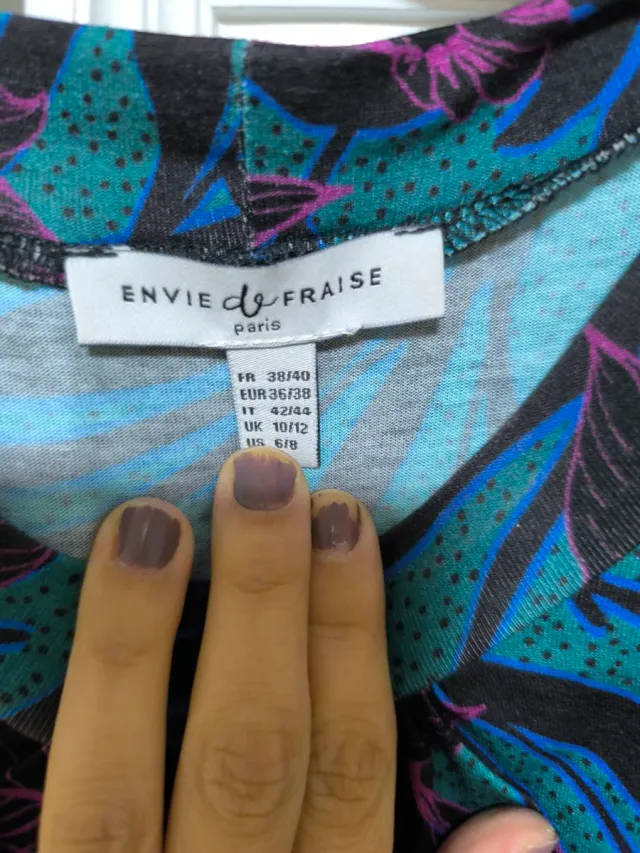 ENVIE de FRAISE
paris
FR 38/40
EUR 36/38
IT 42/44
UK 10/12
US 6/8